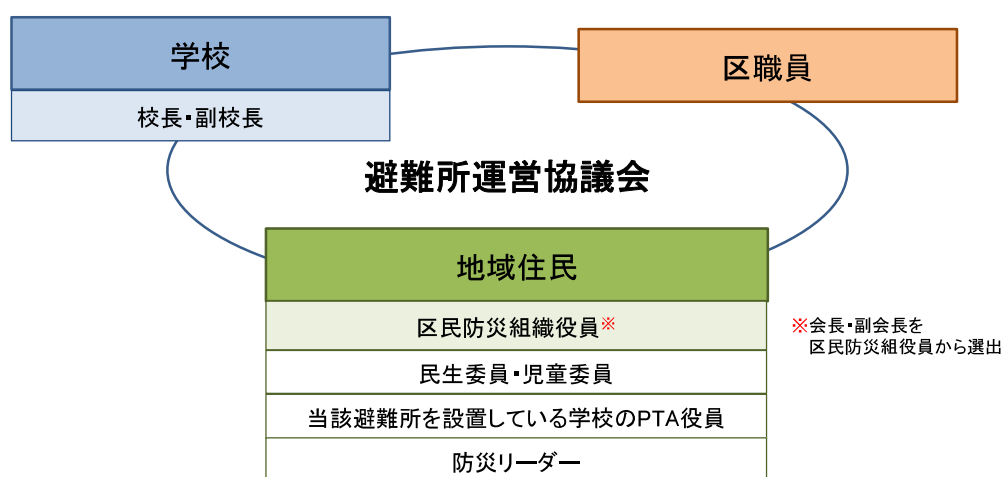 学校
校長・副校長
区職員
避難所運営協議会
地域住民
区民防災組織役員※
民生委員・児童委員
当該避難所を設置している学校のPTA役員
防災リーダー
※会長・副会長を
区民防災組役員から選出